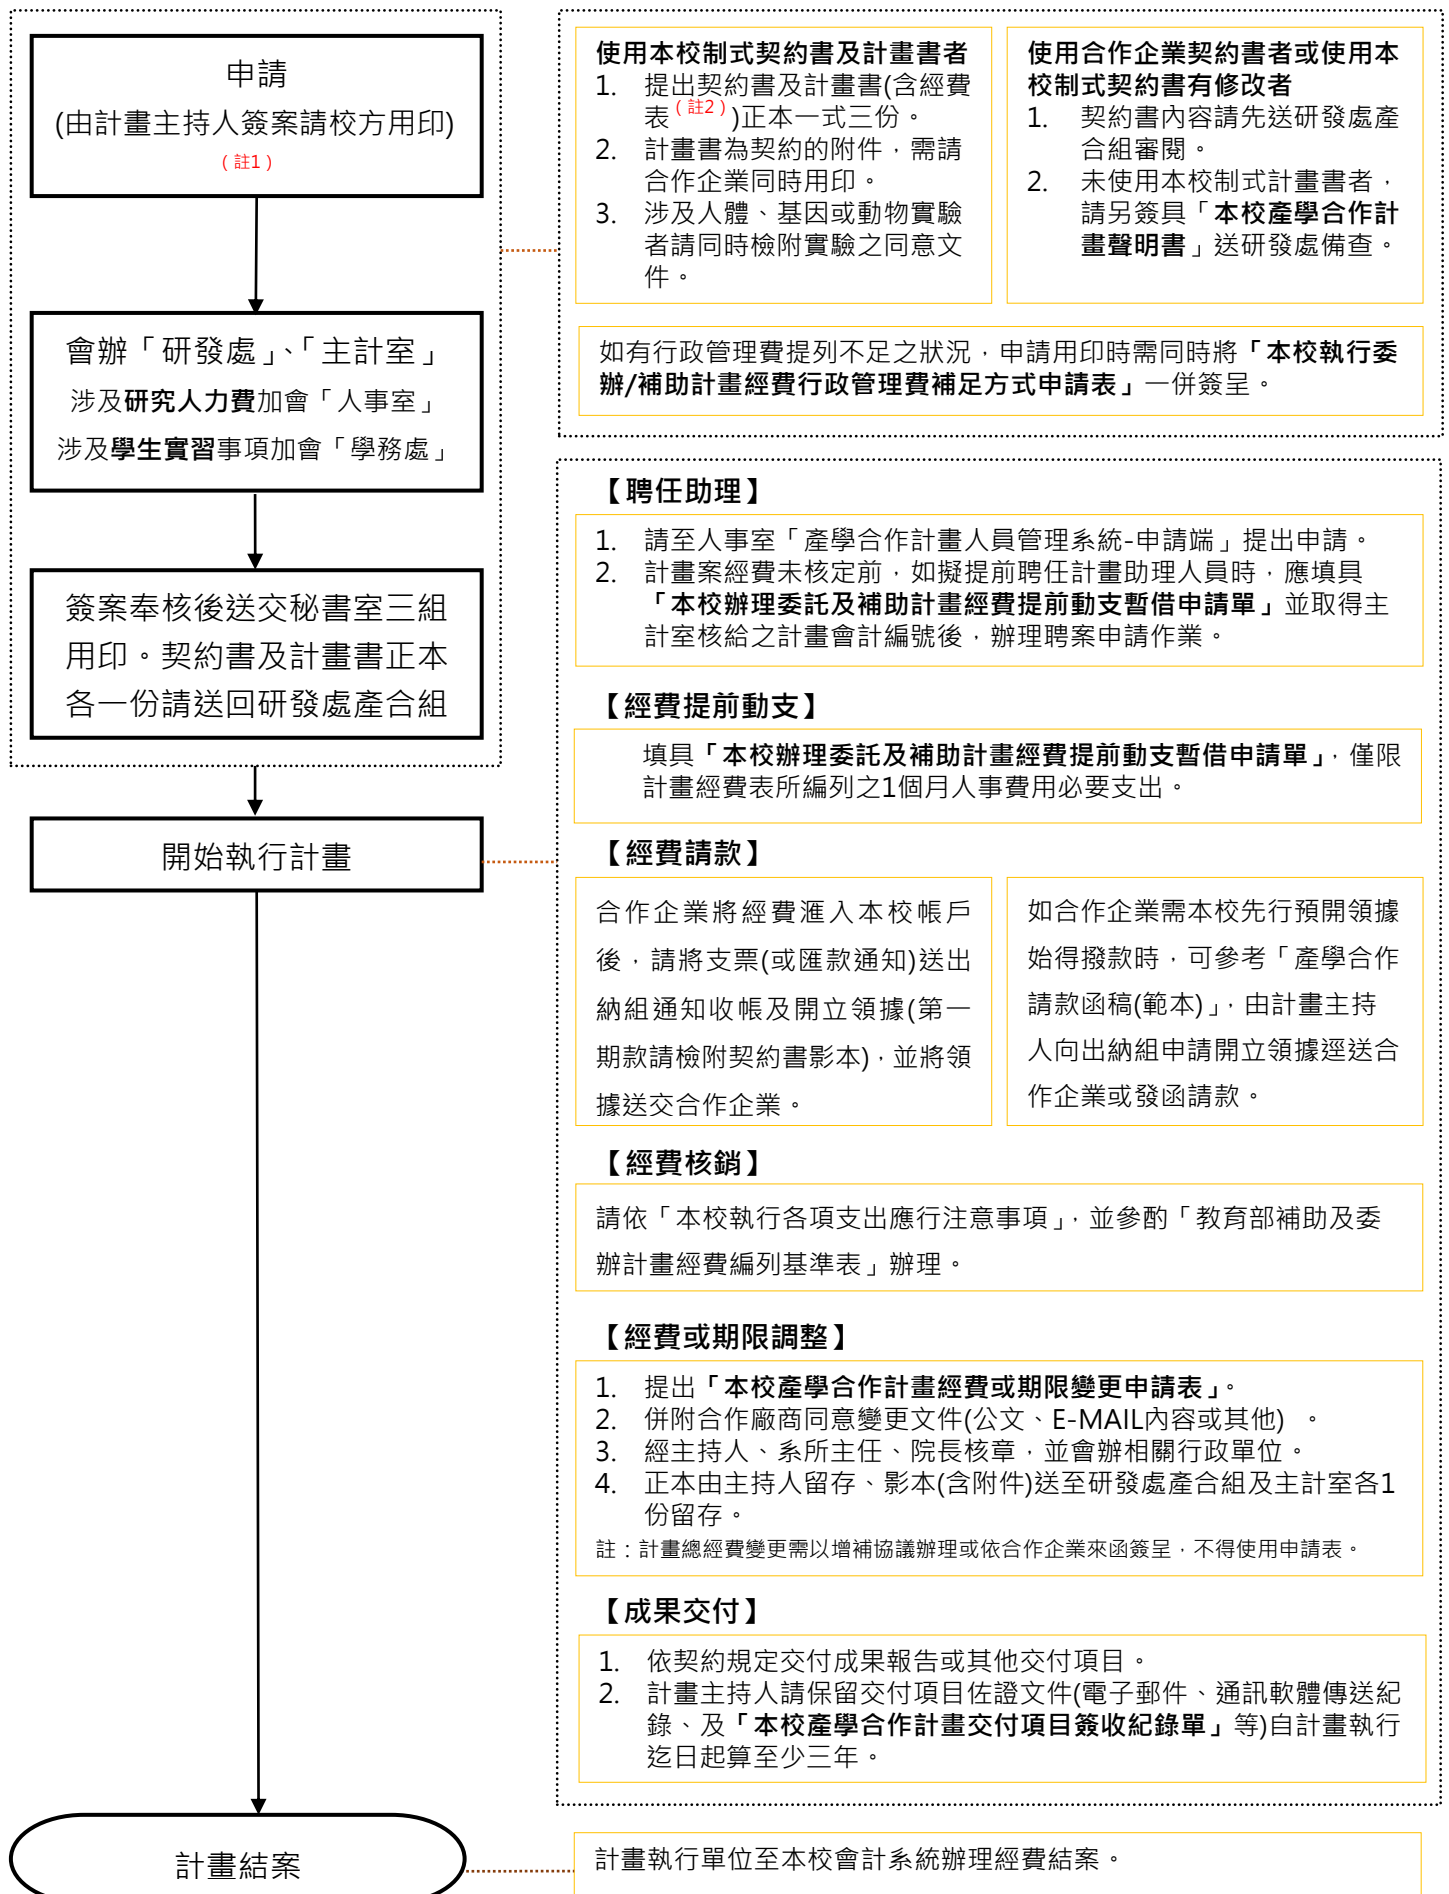 申請
(由計畫主持人簽案請校方用印)
(註1)
會辦「研發處」、「主計室」
涉及研究人力費加會「人事室」
涉及學生實習事項加會「學務處」
簽案奉核後送交秘書室三組
用印。契約書及計畫書正本
各一份請送回研發處產合組
開始執行計畫
計畫結案
使用本校制式契約書及計畫書者
1. 提出契約書及計畫書(含經費
表(註2))正本一式三份。
2. 計畫書為契約的附件，需請
合作企業同時用印。
3. 涉及人體、基因或動物實驗
者請同時檢附實驗之同意文
件。
使用合作企業契約書者或使用本
校制式契約書有修改者
1. 契約書內容請先送研發處產
合組審閱。
2. 未使用本校制式計畫書者，
請另簽具「本校產學合作計
畫聲明書」送研發處備查。
如有行政管理費提列不足之狀況，申請用印時需同時將「本校執行委
辦/補助計畫經費行政管理費補足方式申請表」一併簽呈。
【聘任助理】
1. 請至人事室「產學合作計畫人員管理系統-申請端」提出申請。
2. 計畫案經費未核定前，如擬提前聘任計畫助理人員時，應填具
「本校辦理委託及補助計畫經費提前動支暫借申請單」並取得主
計室核給之計畫會計編號後，辦理聘案申請作業。
【經費提前動支】
填具「本校辦理委託及補助計畫經費提前動支暫借申請單」，僅限
計畫經費表所編列之1個月人事費用必要支出。
【經費請款】
合作企業將經費滙入本校帳戶
後，請將支票(或匯款通知)送出
納組通知收帳及開立領據(第一
期款請檢附契約書影本)，並將領
據送交合作企業。
如合作企業需本校先行預開領據
始得撥款時，可參考「產學合作
請款函稿(範本)」，由計畫主持
人向出納組申請開立領據逕送合
作企業或發函請款。
【經費核銷】
請依「本校執行各項支出應行注意事項」，並參酌「教育部補助及委
辦計畫經費編列基準表」辦理。
【經費或期限調整】
1. 提出「本校產學合作計畫經費或期限變更申請表」。
2. 併附合作廠商同意變更文件(公文、E-MAIL內容或其他) 。
3. 經主持人、系所主任、院長核章，並會辦相關行政單位。
4. 正本由主持人留存、影本(含附件)送至研發處產合組及主計室各1
份留存。
註：計畫總經費變更需以增補協議辦理或依合作企業來函簽呈，不得使用申請表。
【成果交付】
1. 依契約規定交付成果報告或其他交付項目。
2. 計畫主持人請保留交付項目佐證文件(電子郵件、通訊軟體傳送紀
錄、及「本校產學合作計畫交付項目簽收紀錄單」等)自計畫執行
迄日起算至少三年。
計畫執行單位至本校會計系統辦理經費結案。